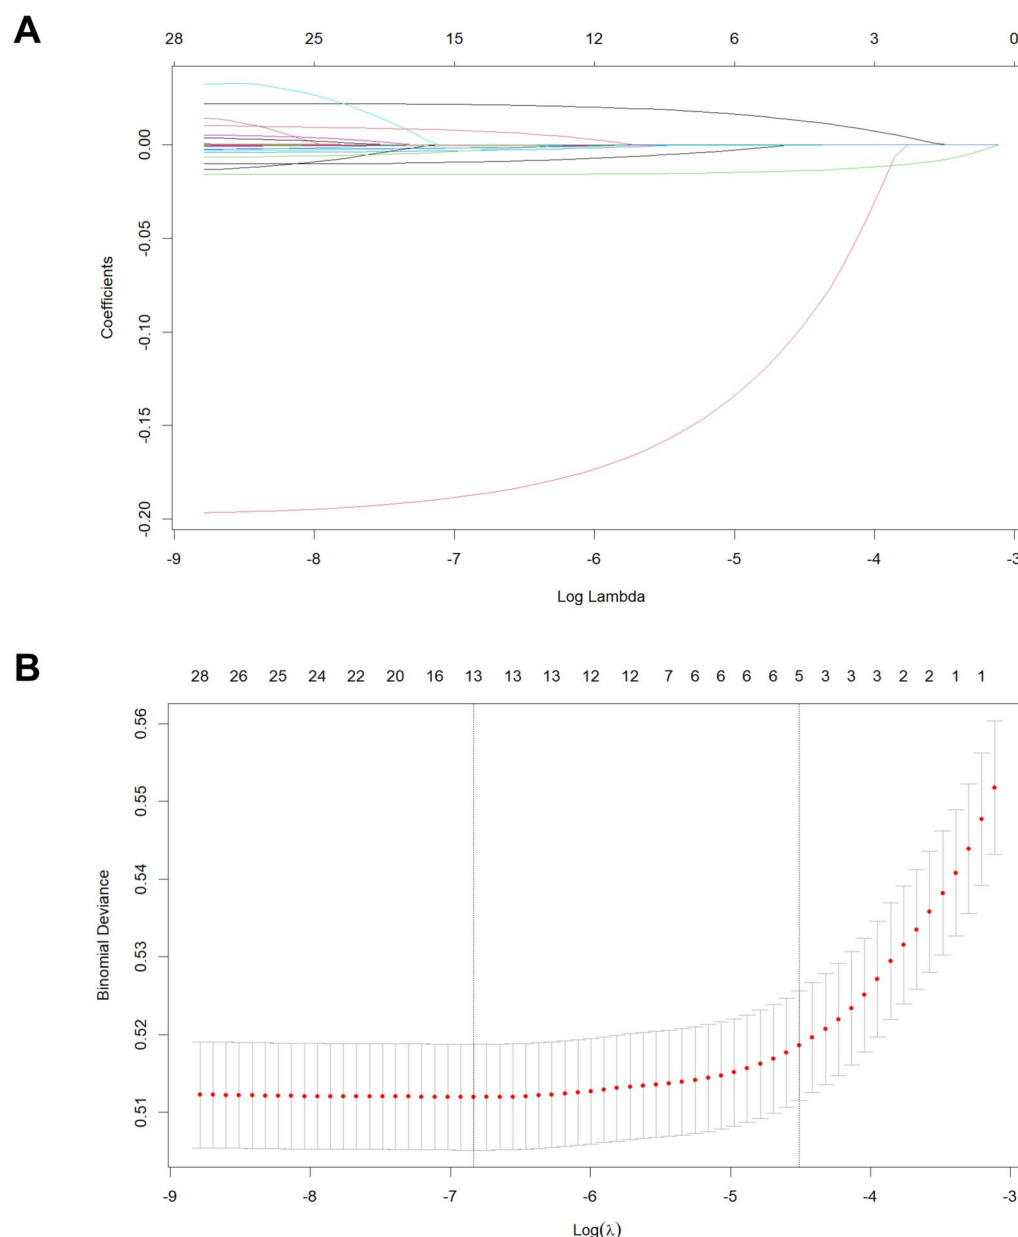 A
28 25 15 12 6 2 0
0.00
-0.05
-0.10
-0.15
-0.20
Coefficients
-9 -8 -7 -6 -5 -4 -3
Log Lambda
B
28 26 25 24 22 20 16 13 13 13 12 12 7 6 6 6 6 5 3 3 3 2 2 1 1
0.56
0.55
0.54
0.53
0.52
0.51
Binomial Deviance
-9 -8 -7 -6 -5 -4 -3
Log(λ)